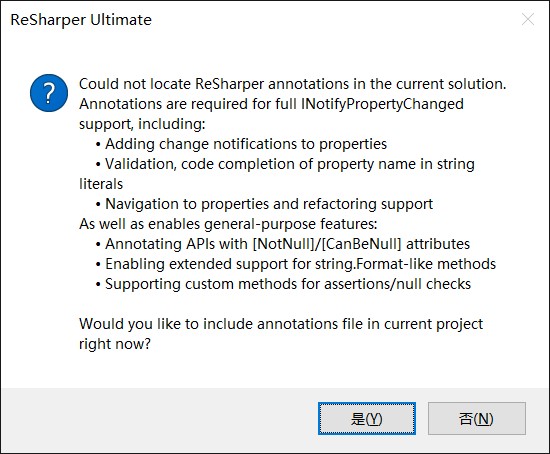 ReSharper Ultimate
?
Could not locate ReSharper annotations in the current solution.
Annotations are required for full INotifyPropertyChanged
support, including:
• Adding change notifications to properties
• Validation, code completion of property name in string
literals
• Navigation to properties and refactoring support
As well as enables general-purpose features:
• Annotating APIs with [NotNull]/[CanBeNull] attributes
• Enabling extended support for string.Format-like methods
• Supporting custom methods for assertions/null checks
Would you like to include annotations file in current project
right now?
是(Y)
否(N)